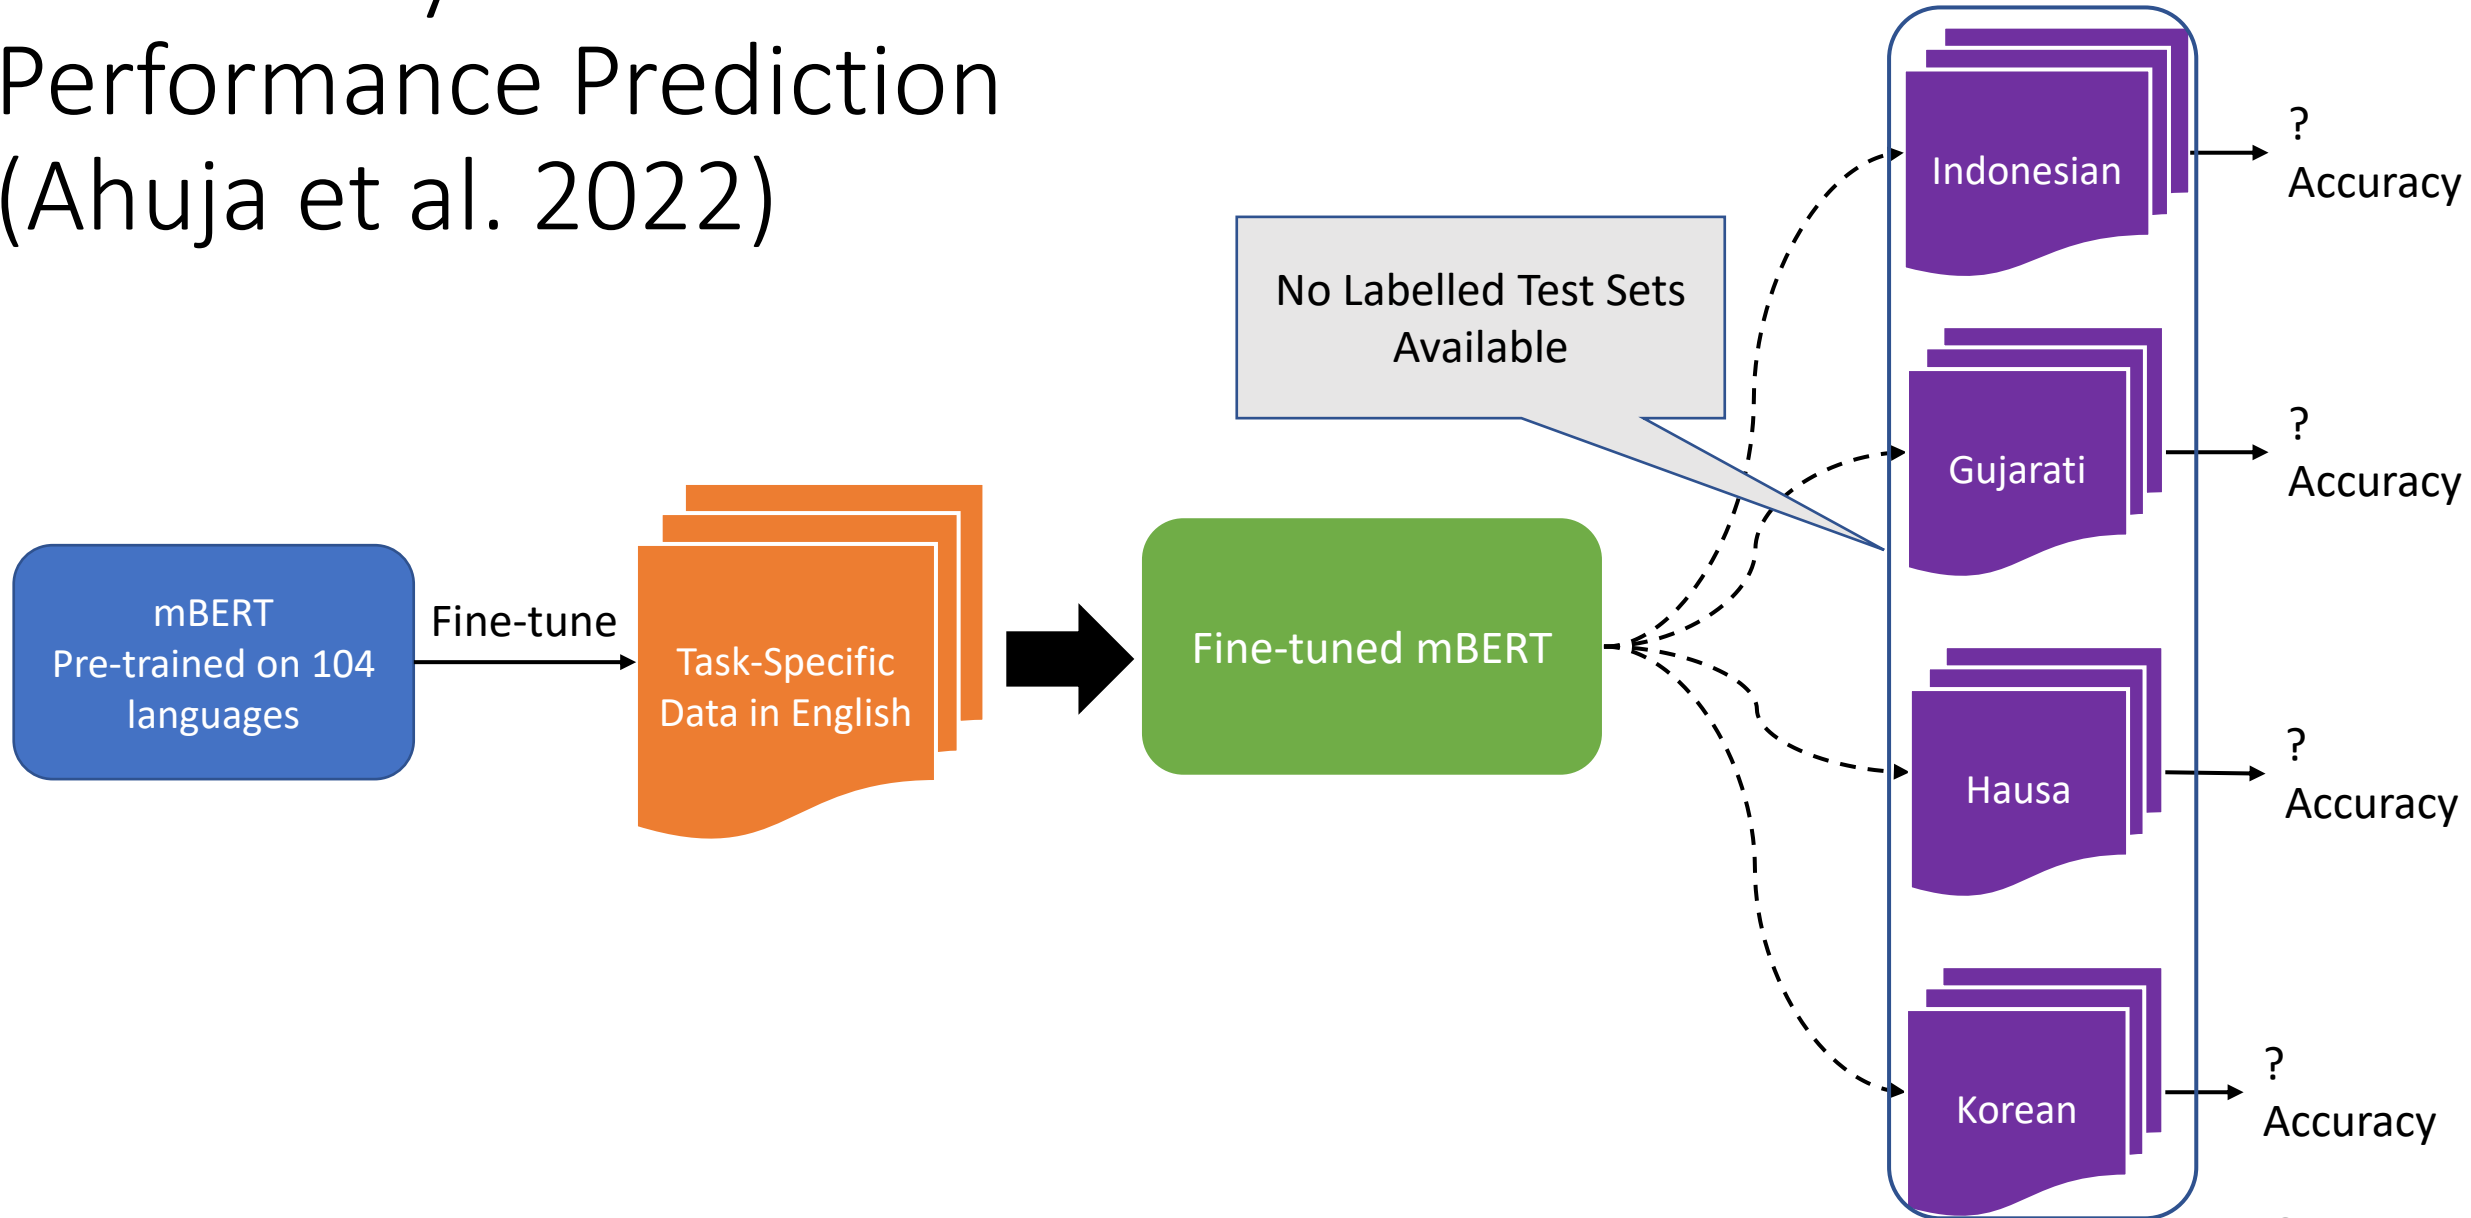 Performance Prediction
(Ahuja et al. 2022)
No Labelled Test Sets
Available
mBERT
Pre-trained on 104
languages
Fine-tune
Task-Specific
Data in English
Fine-tuned mBERT
Indonesian
?
Accuracy
Gujarati
?
Accuracy
Hausa
?
Accuracy
Korean
?
Accuracy